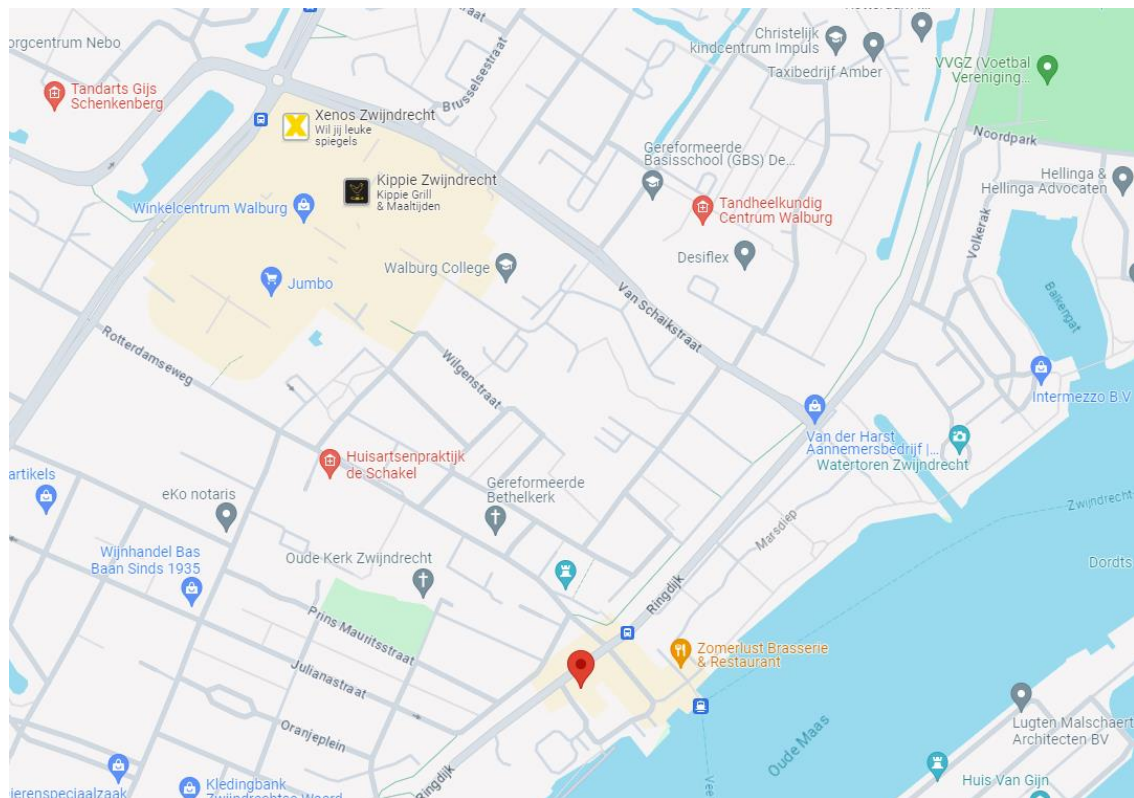 Christelijk
kindcentrum Impuls
Taxibedrijf Amber
VVGZ (Voetbal
Vereniging...
orgcentrum Nebo
Tandarts Gijs
Schenkenberg
Brusselsestraat
Xenos Zwijndrecht
Wil jij leuke
spiegels
Noordpark
Gereformeerde
Basisschool (GBS) De...
Hellinga &
Hellinga Advocaten
Kippie Zwijndrecht
Kippie Grill
& Maaltijden
Winkelcentrum Walburg
Tandheelkundig
Centrum Walburg
Volkerak
Desiflex
Walburg College
Jumbo
Van Schaikstraat
Balkengat
Rotterdamseweg
Wilgenstraat
Intermezzo B V
Van der Harst
Aannemersbedrijf |...
Watertoren Zwijndrecht
Huisartsenpraktijk
de Schakel
artikels
eKo notaris
Gereformeerde
Bethelkerk
Zwijndrecht
Marsdiep
Wijnhandel Bas
Baan Sinds 1935
Oude Kerk Zwijndrecht
Dordts
Ringdijk
Prins Mauritsstraat
Zomerlust Brasserie
& Restaurant
Julianastraat
Oranjeplein
Oude Maas
Lugten Malschaert
Architecten BV
Ringdijk
Vee
Huis Van Gijn
Kledingbank
Zwijndrechtse Waard
ierenspeciaalzaak